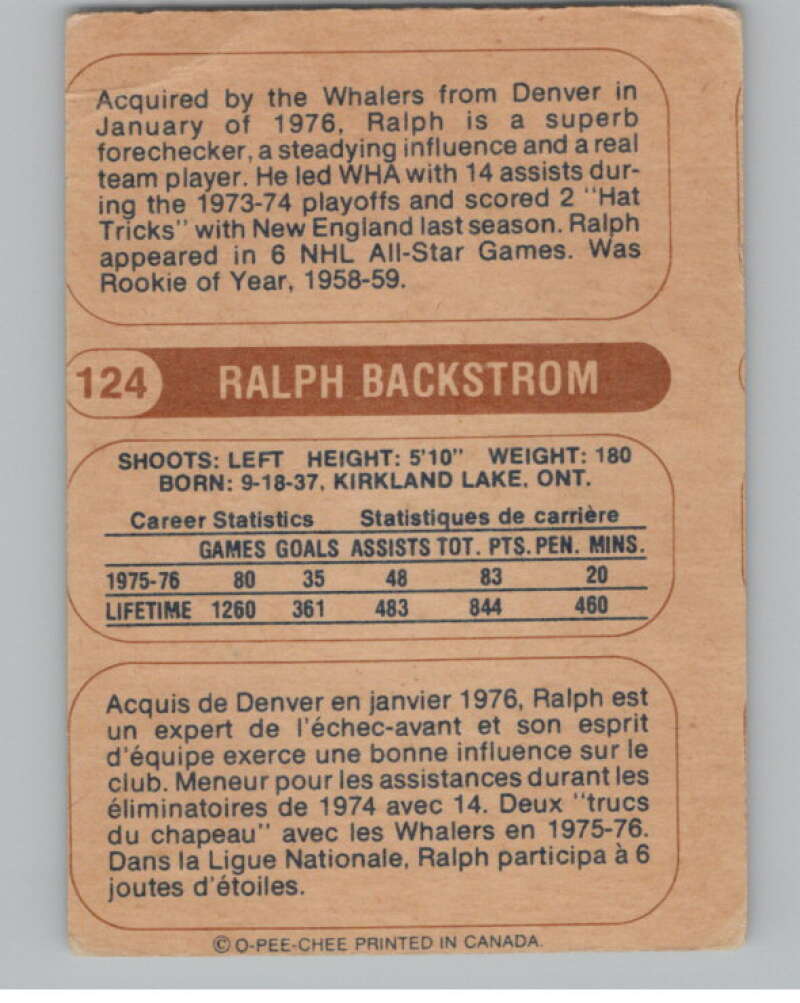 Acquired by the Whalers from Denver in
January of 1976, Ralph is a superb
forechecker, a steadying influence and a real
team player. He led WHA with 14 assists dur-
ing the 1973-74 playoffs and scored 2 "Hat
Tricks" with New England last season. Ralph
appeared in 6 NHL All-Star Games. Was
Rookie of Year, 1958-59.
124 RALPH BACKSTROM
SHOOTS: LEFT HEIGHT: 5'10" WEIGHT: 180
BORN: 9-18-37, KIRKLAND LAKE, ONT.
Career Statistics Statistiques de carrière
GAMES GOALS ASSISTS TOT. PTS. PEN. MINS.
1975-76 80 35 48 83 20
LIFETIME 1260 361 483 844 460
Acquis de Denver en janvier 1976, Ralph est
un expert de l'échec-avant et son esprit
d'équipe exerce une bonne influence sur le
club. Meneur pour les assistances durant les
éliminatoires de 1974 avec 14. Deux "trucs
du chapeau" avec les Whalers en 1975-76.
Dans la Ligue Nationale, Ralph participa à 6
joutes d'étoiles.
© O-PEE-CHEE PRINTED IN CANADA.